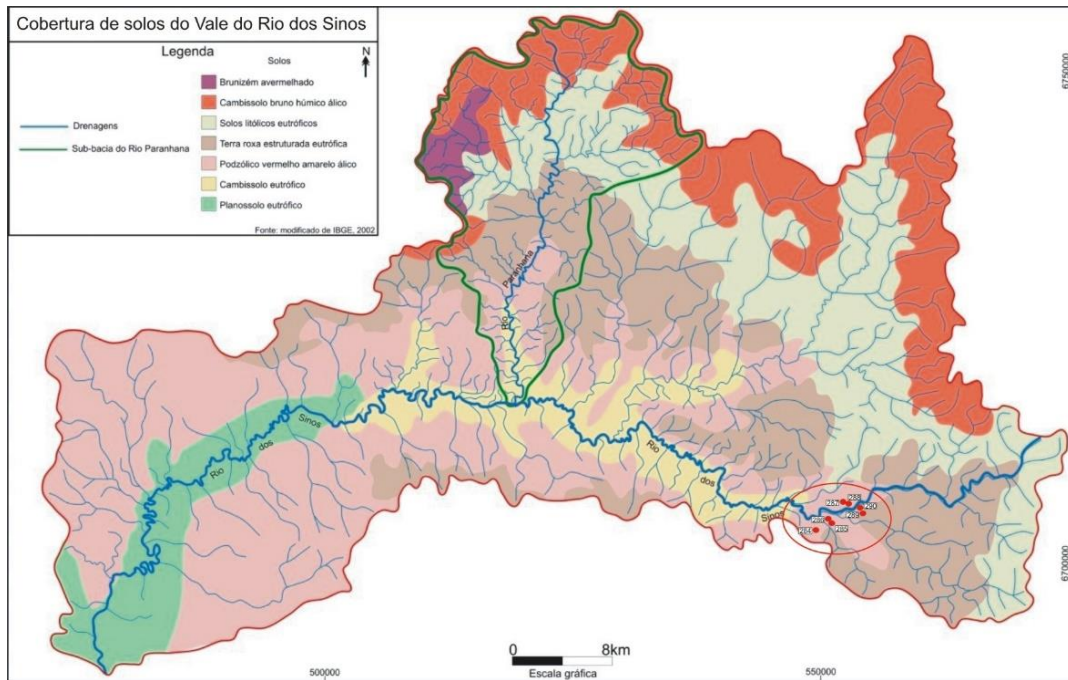 Cobertura de solos do Vale do Rio dos Sinos
Legenda
N
Solos
Drenagens
Sub-bacia do Rio Paranhana
Brunizém avermelhado
Cambissolo bruno húmico álico
Solos litólicos eutróficos
Terra roxa estruturada eutrófica
Podzólico vermelho amarelo álico
Cambissolo eutrófico
Planossolo eutrófico
Fonte: modificado de IBGE, 2002
6750000
Rio Paranhana
Rio dos Sinos
Rio dos Sinos
290
6700000
0 8km
Escala gráfica
500000
550000